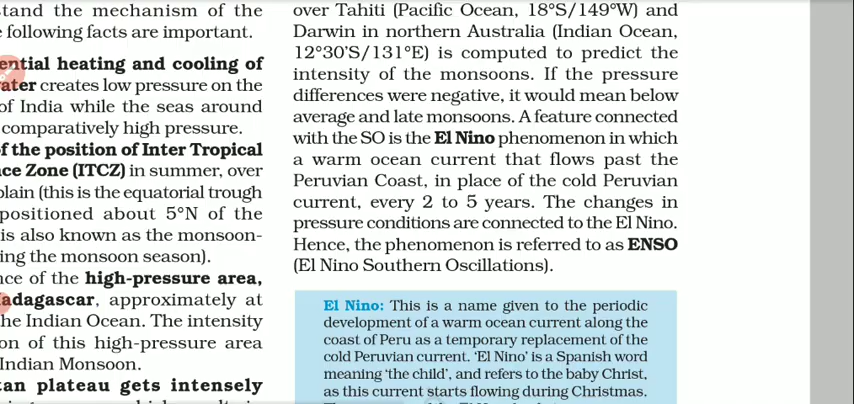 stand the mechanism of the
following facts are important.
ential heating and cooling of
ater creates low pressure on the
of India while the seas around
comparatively high pressure.
f the position of Inter Tropical
ce Zone (ITCZ) in summer, over
plain (this is the equatorial trough
positioned about 5°N of the
is also known as the monsoon-
ing the monsoon season).
ce of the high-pressure area,
adagascar, approximately at
he Indian Ocean. The intensity
on of this high-pressure area
Indian Monsoon.
tan plateau gets intensely
over Tahiti (Pacific Ocean, 18°S/149°W) and
Darwin in northern Australia (Indian Ocean,
12°30'S/131°E) is computed to predict the
intensity of the monsoons. If the pressure
differences were negative, it would mean below
average and late monsoons. A feature connected
with the SO is the El Nino phenomenon in which
a warm ocean current that flows past the
Peruvian Coast, in place of the cold Peruvian
current, every 2 to 5 years. The changes in
pressure conditions are connected to the El Nino.
Hence, the phenomenon is referred to as ENSO
(El Nino Southern Oscillations).
El Nino: This is a name given to the periodic
development of a warm ocean current along the
coast of Peru as a temporary replacement of the
cold Peruvian current. 'El Nino' is a Spanish word
meaning 'the child', and refers to the baby Christ,
as this current starts flowing during Christmas.